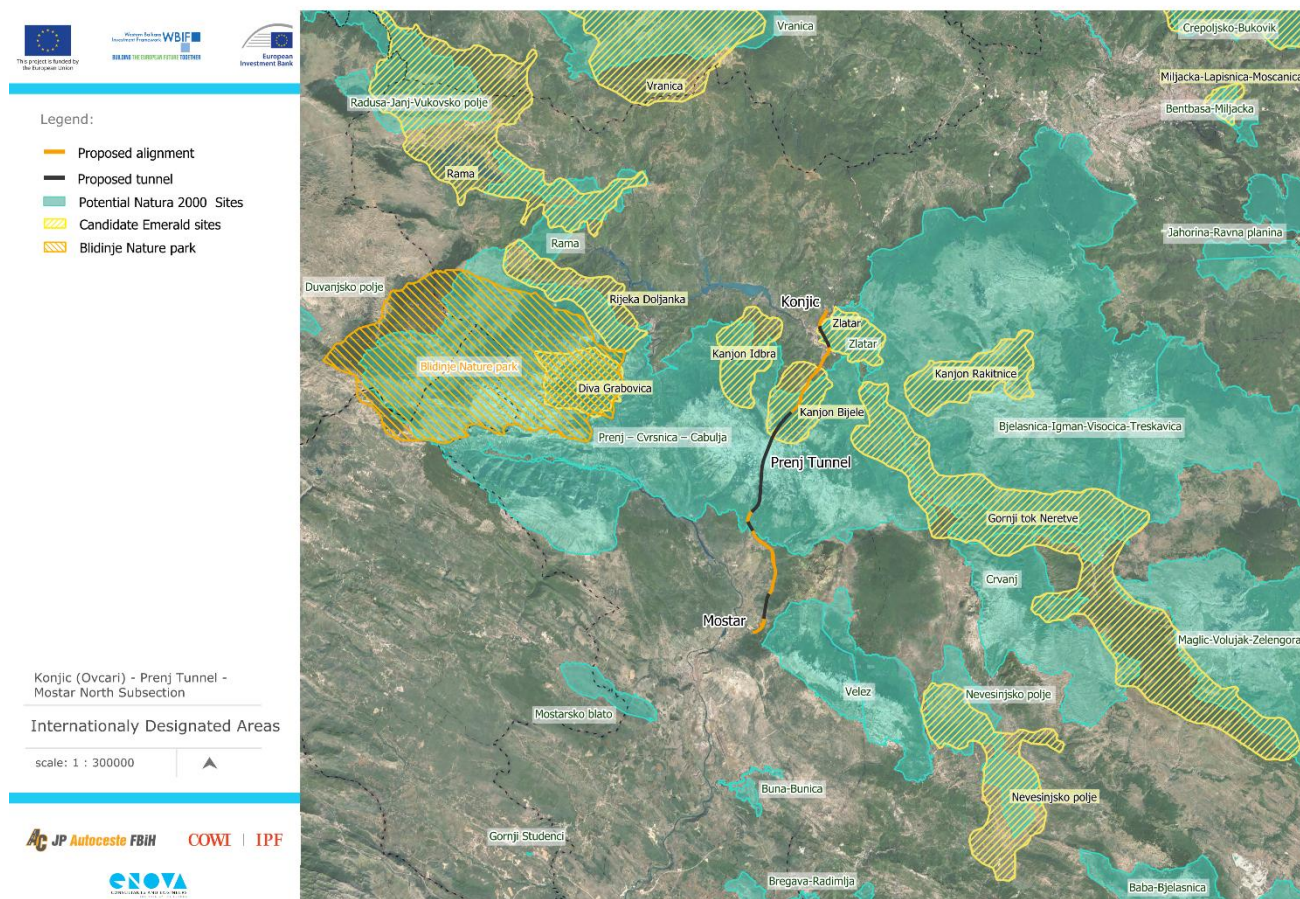 This project is funded by
the European Union
Western Balkans
Investment Framework WBIF
BUILDING THE EUROPEAN FUTURE TOGETHER
European
Investment Bank
Legend:
Proposed alignment
Proposed tunnel
Potential Natura 2000 Sites
Candidate Emerald sites
Blidinje Nature park
Konjic (Ovcari) - Prenj Tunnel -
Mostar North Subsection
Internationaly Designated Areas
scale: 1 : 300000
AC JP Autoceste FBiH
COWI | IPF
ENOVA
Vranica
Crepoljsko-Bukovik
Vranica
Miljacka-Lapisnica-Moscanica
Radusa-Janj-Vukovsko polje
Bentbasa-Miljacka
Rama
Jahorina-Ravna planina
Rama
Duvanjsko polje
Rijeka Doljanka
Konjic
Zlatar
Zlatar
Kanjon Idbra
Blidinje Nature park
Kanjon Rakitnice
Diva Grabovica
Kanjon Bijele
Bjelasnica-Igman-Visocica-Treskavica
Prenj – Cvrsnica – Cabulja
Prenj Tunnel
Gornji tok Neretve
Crvanj
Mostar
Maglic-Volujak-Zelengora
Velez
Nevesinjsko polje
Mostarsko blato
Buna-Bunica
Nevesinjsko polje
Gornji Studenci
Bregava-Radimlja
Baba-Bjelasnica